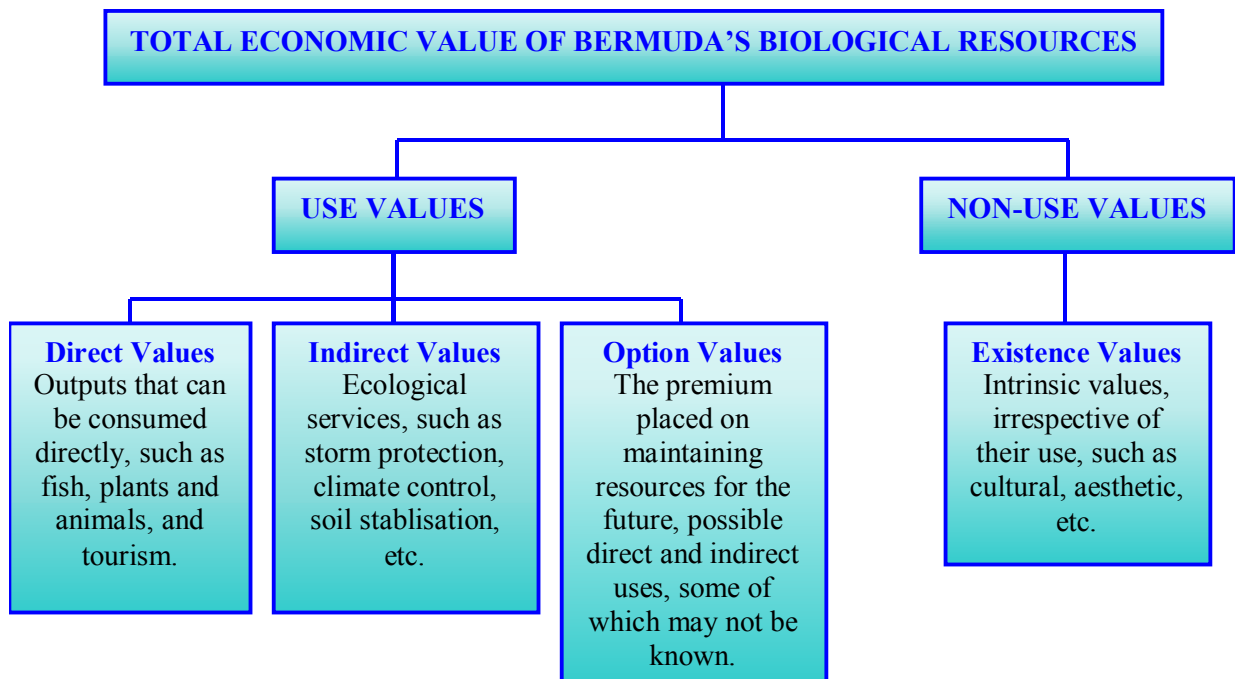 TOTAL ECONOMIC VALUE OF BERMUDA’S BIOLOGICAL RESOURCES
USE VALUES
NON-USE VALUES
Direct Values
Outputs that can
be consumed
directly, such as
fish, plants and
animals, and
tourism.
Indirect Values
Ecological
services, such as
storm protection,
climate control,
soil stablisation,
etc.
Option Values
The premium
placed on
maintaining
resources for the
future, possible
direct and indirect
uses, some of
which may not be
known.
Existence Values
Intrinsic values,
irrespective of
their use, such as
cultural, aesthetic,
etc.